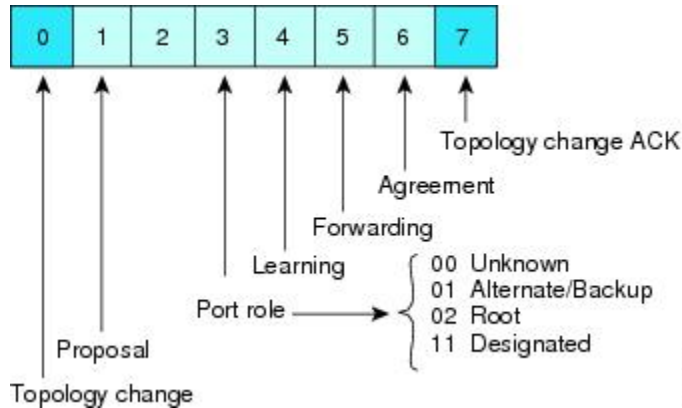 0 1 2 3 4 5 6 7
Topology change ACK
Agreement
Forwarding
Learning
00 Unknown
01 Alternate/Backup
Port role
02 Root
11 Designated
Proposal
Topology change